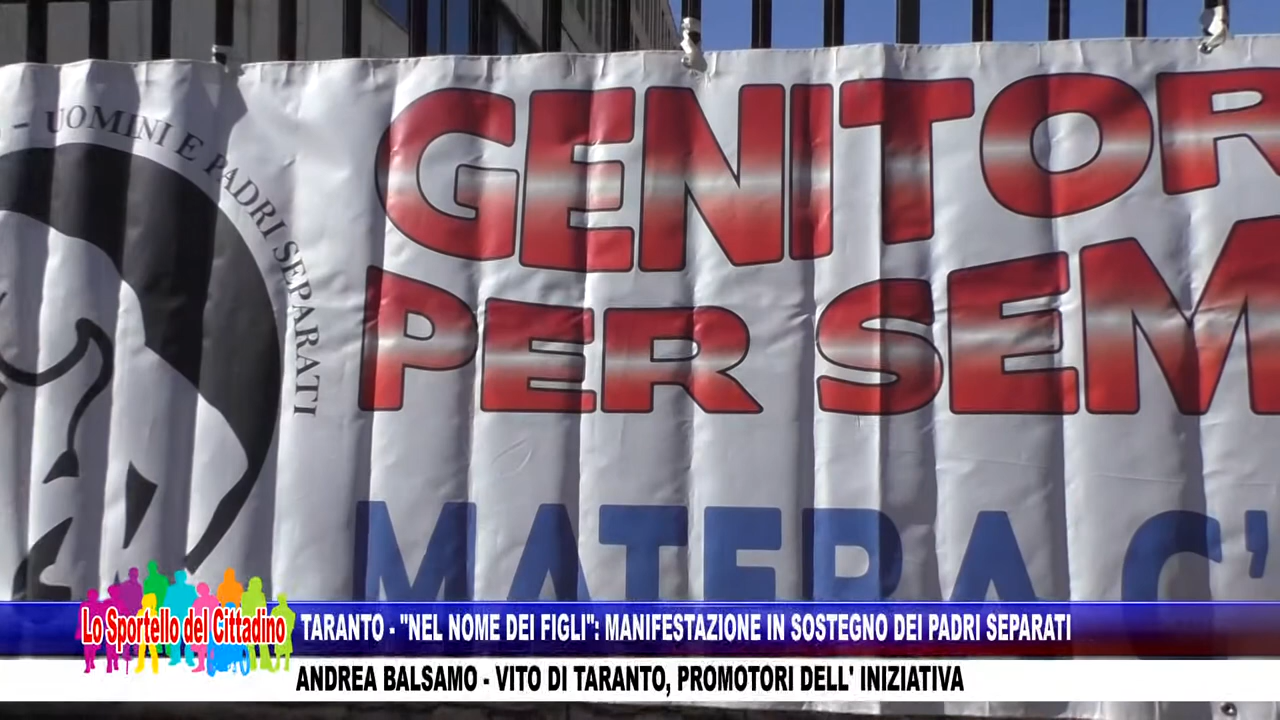 - UOMINI E PADRI SEPARATI
GENITOR
PER SEM
MATERA C'
Lo Sportello del Cittadino
TARANTO - "NEL NOME DEI FIGLI": MANIFESTAZIONE IN SOSTEGNO DEI PADRI SEPARATI
ANDREA BALSAMO - VITO DI TARANTO, PROMOTORI DELL' INIZIATIVA